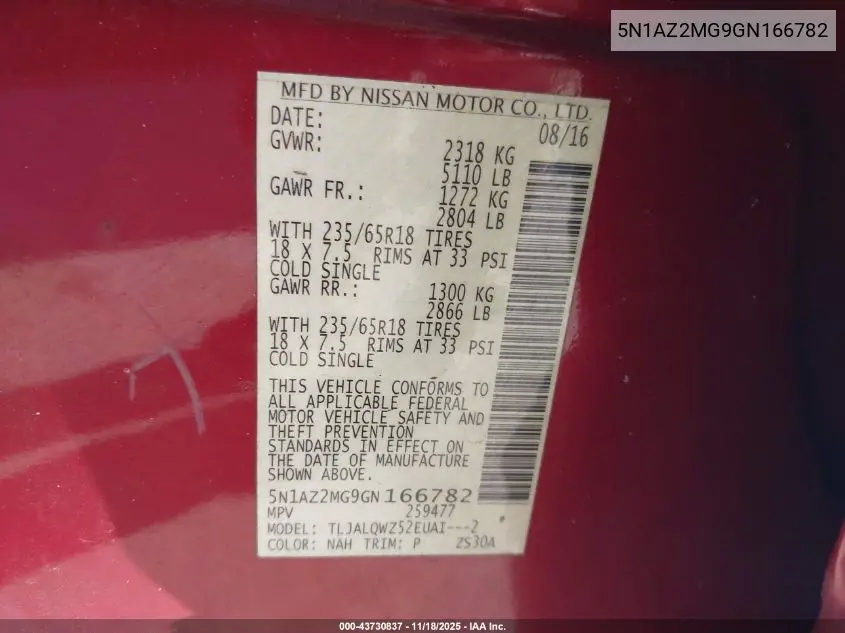 5N1AZ2MG9GN166782
MFD BY NISSAN MOTOR CO., LTD.
DATE: 08/16
GVWR: 2318 KG
5110 LB
GAWR FR.: 1272 KG
2804 LB
WITH 235/65R18 TIRES
18 X 7.5 RIMS AT 33 PSI
COLD SINGLE
GAWR RR.: 1300 KG
2866 LB
WITH 235/65R18 TIRES
18 X 7.5 RIMS AT 33 PSI
COLD SINGLE
THIS VEHICLE CONFORMS TO
ALL APPLICABLE FEDERAL
MOTOR VEHICLE SAFETY AND
THEFT PREVENTION
STANDARDS IN EFFECT ON
THE DATE OF MANUFACTURE
SHOWN ABOVE.
5N1AZ2MG9GN166782
MPV 259477
MODEL: TLJALQWZ52EUAI---2
COLOR: NAH TRIM: P ZS30A
000-43730837 - 11/18/2025 - IAA Inc.